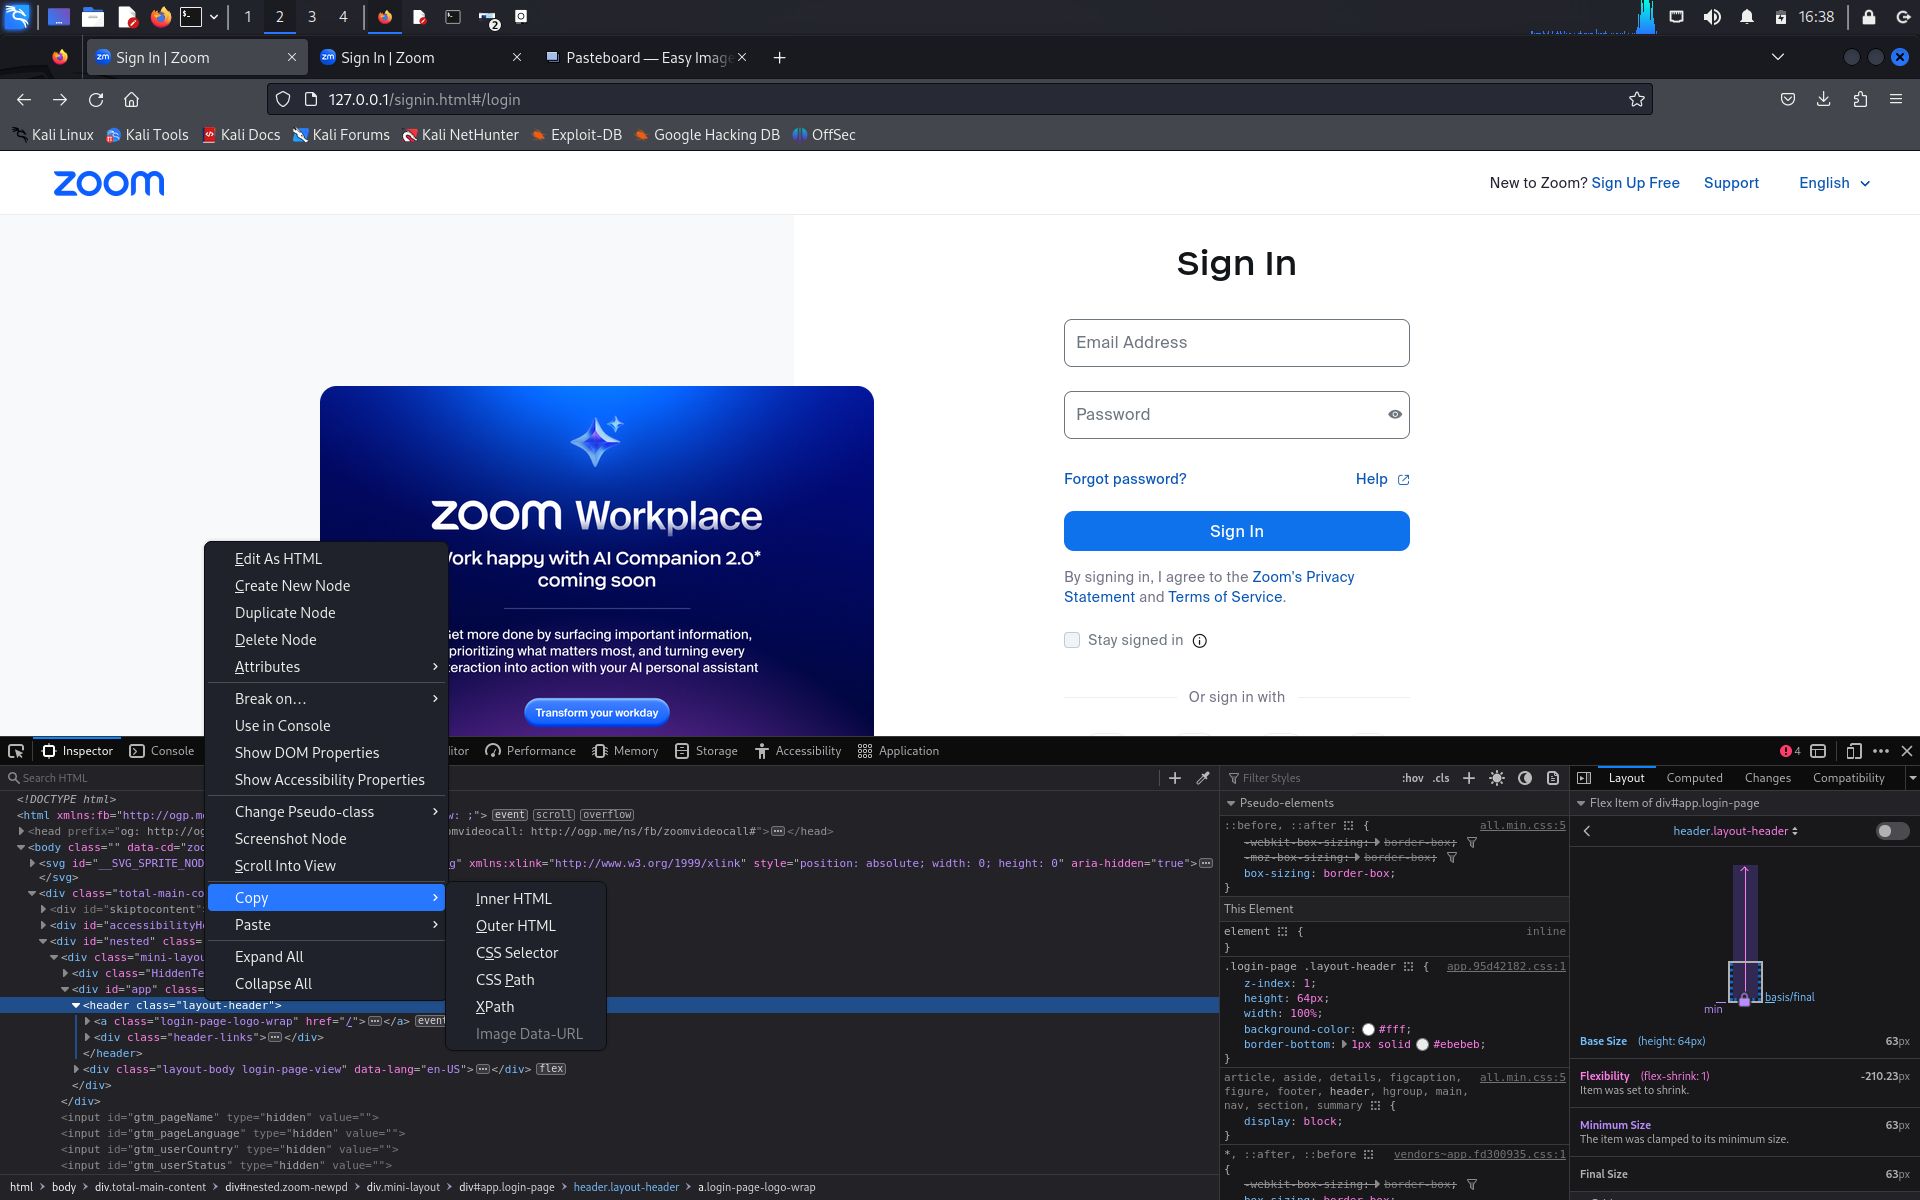 1 2 3 4
2
16:38
Sign In | Zoom
Sign In | Zoom
Pasteboard — Easy Image
127.0.0.1/signin.html#/login
Kali Linux Kali Tools Kali Docs Kali Forums Kali NetHunter Exploit-DB Google Hacking DB OffSec
zoom
New to Zoom? Sign Up Free Support English
Sign In
Email Address
Password
Forgot password? Help
Sign In
By signing in, I agree to the Zoom's Privacy
Statement and Terms of Service.
Stay signed in
Or sign in with
zoom Workplace
ork happy with AI Companion 2.0*
coming soon
et more done by surfacing important information,
prioritizing what matters most, and turning every
eraction into action with your AI personal assistant
Transform your workday
Edit As HTML
Create New Node
Duplicate Node
Delete Node
Attributes
Break on…
Use in Console
Show DOM Properties
Show Accessibility Properties
Change Pseudo-class
Screenshot Node
Scroll Into View
Copy
Paste
Expand All
Collapse All
Inner HTML
Outer HTML
CSS Selector
CSS Path
XPath
Image Data-URL
Inspector Console itor Performance Memory Storage Accessibility Application
4
Search HTML
<!DOCTYPE html>
<html xmlns:fb="http://ogp.m w: ;"> event scroll overflow
<head prefix="og: http://og oomvideocall: http://ogp.me/ns/fb/zoomvideocall#"> </head>
<body class="" data-cd="zoo
<svg id="__SVG_SPRITE_NOD g" xmlns:xlink="http://www.w3.org/1999/xlink" style="position: absolute; width: 0; height: 0" aria-hidden="true">
</svg>
<div class="total-main-co
<div id="skiptocontent"
<div id="accessibilityHe
<div id="nested" class=
<div class="mini-layou
<div class="HiddenTe
<div id="app" class=
<header class="layout-header">
<a class="login-page-logo-wrap" href="/"> </a> event
<div class="header-links"> </div>
</header>
<div class="layout-body login-page-view" data-lang="en-US"> </div> flex
</div>
</div>
<input id="gtm_pageName" type="hidden" value="">
<input id="gtm_pageLanguage" type="hidden" value="">
<input id="gtm_userCountry" type="hidden" value="">
<input id="gtm_userStatus" type="hidden" value="">
html body div.total-main-content div#nested.zoom-newpd div.mini-layout div#app.login-page header.layout-header a.login-page-logo-wrap
Filter Styles :hov .cls
Pseudo-elements
::before, ::after { all.min.css:5
-webkit-box-sizing: border-box;
-moz-box-sizing: border-box;
box-sizing: border-box;
}
This Element
element { inline
}
.login-page .layout-header { app.95d42182.css:1
z-index: 1;
height: 64px;
width: 100%;
background-color: #fff;
border-bottom: 1px solid #ebebeb;
}
article, aside, details, figcaption, all.min.css:5
figure, footer, header, hgroup, main,
nav, section, summary {
display: block;
}
*, ::after, ::before vendors~app.fd300935.css:1
{
-webkit-box-sizing: border-box;
box-sizing: border-box;
Layout Computed Changes Compatibility
Flex Item of div#app.login-page
header.layout-header
basis/final
min
Base Size (height: 64px) 63px
Flexibility (flex-shrink: 1) -210.23px
Item was set to shrink.
Minimum Size 63px
The item was clamped to its minimum size.
Final Size 63px